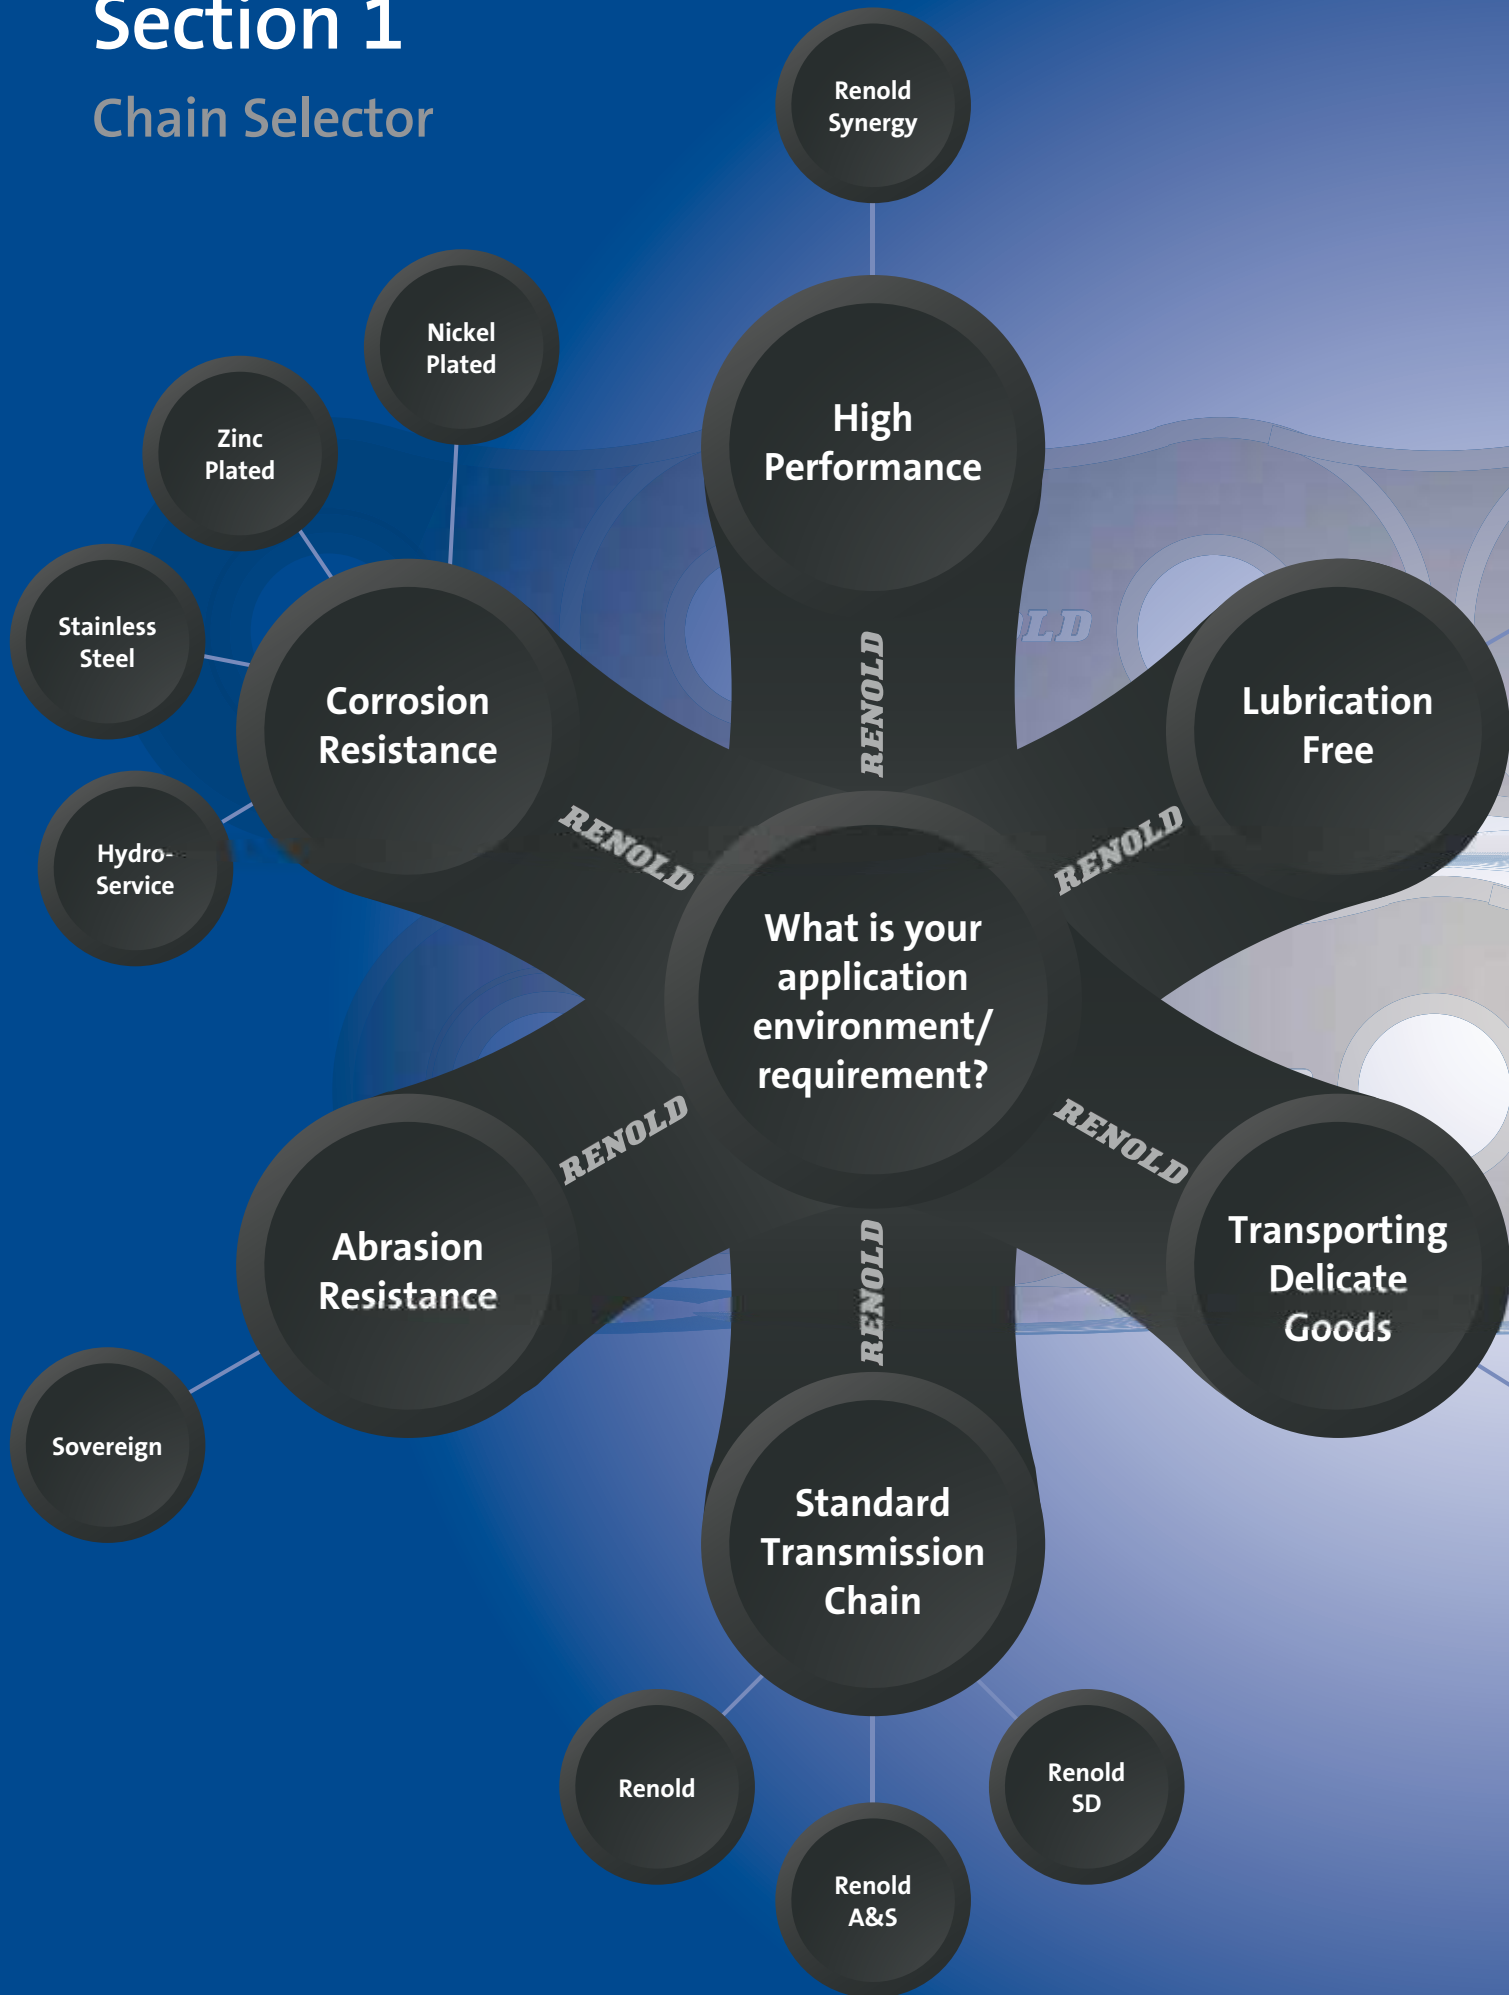 Section 1
Chain Selector
Renold
Synergy
Nickel
Plated
Zinc
Plated
Stainless
Steel
Hydro-
Service
High
Performance
Corrosion
Resistance
Lubrication
Free
RENOLD
RENOLD
RENOLD
LD
What is your
application
environment/
requirement?
RENOLD
RENOLD
RENOLD
Abrasion
Resistance
Transporting
Delicate
Goods
Sovereign
Standard
Transmission
Chain
Renold
Renold
A&S
Renold
SD